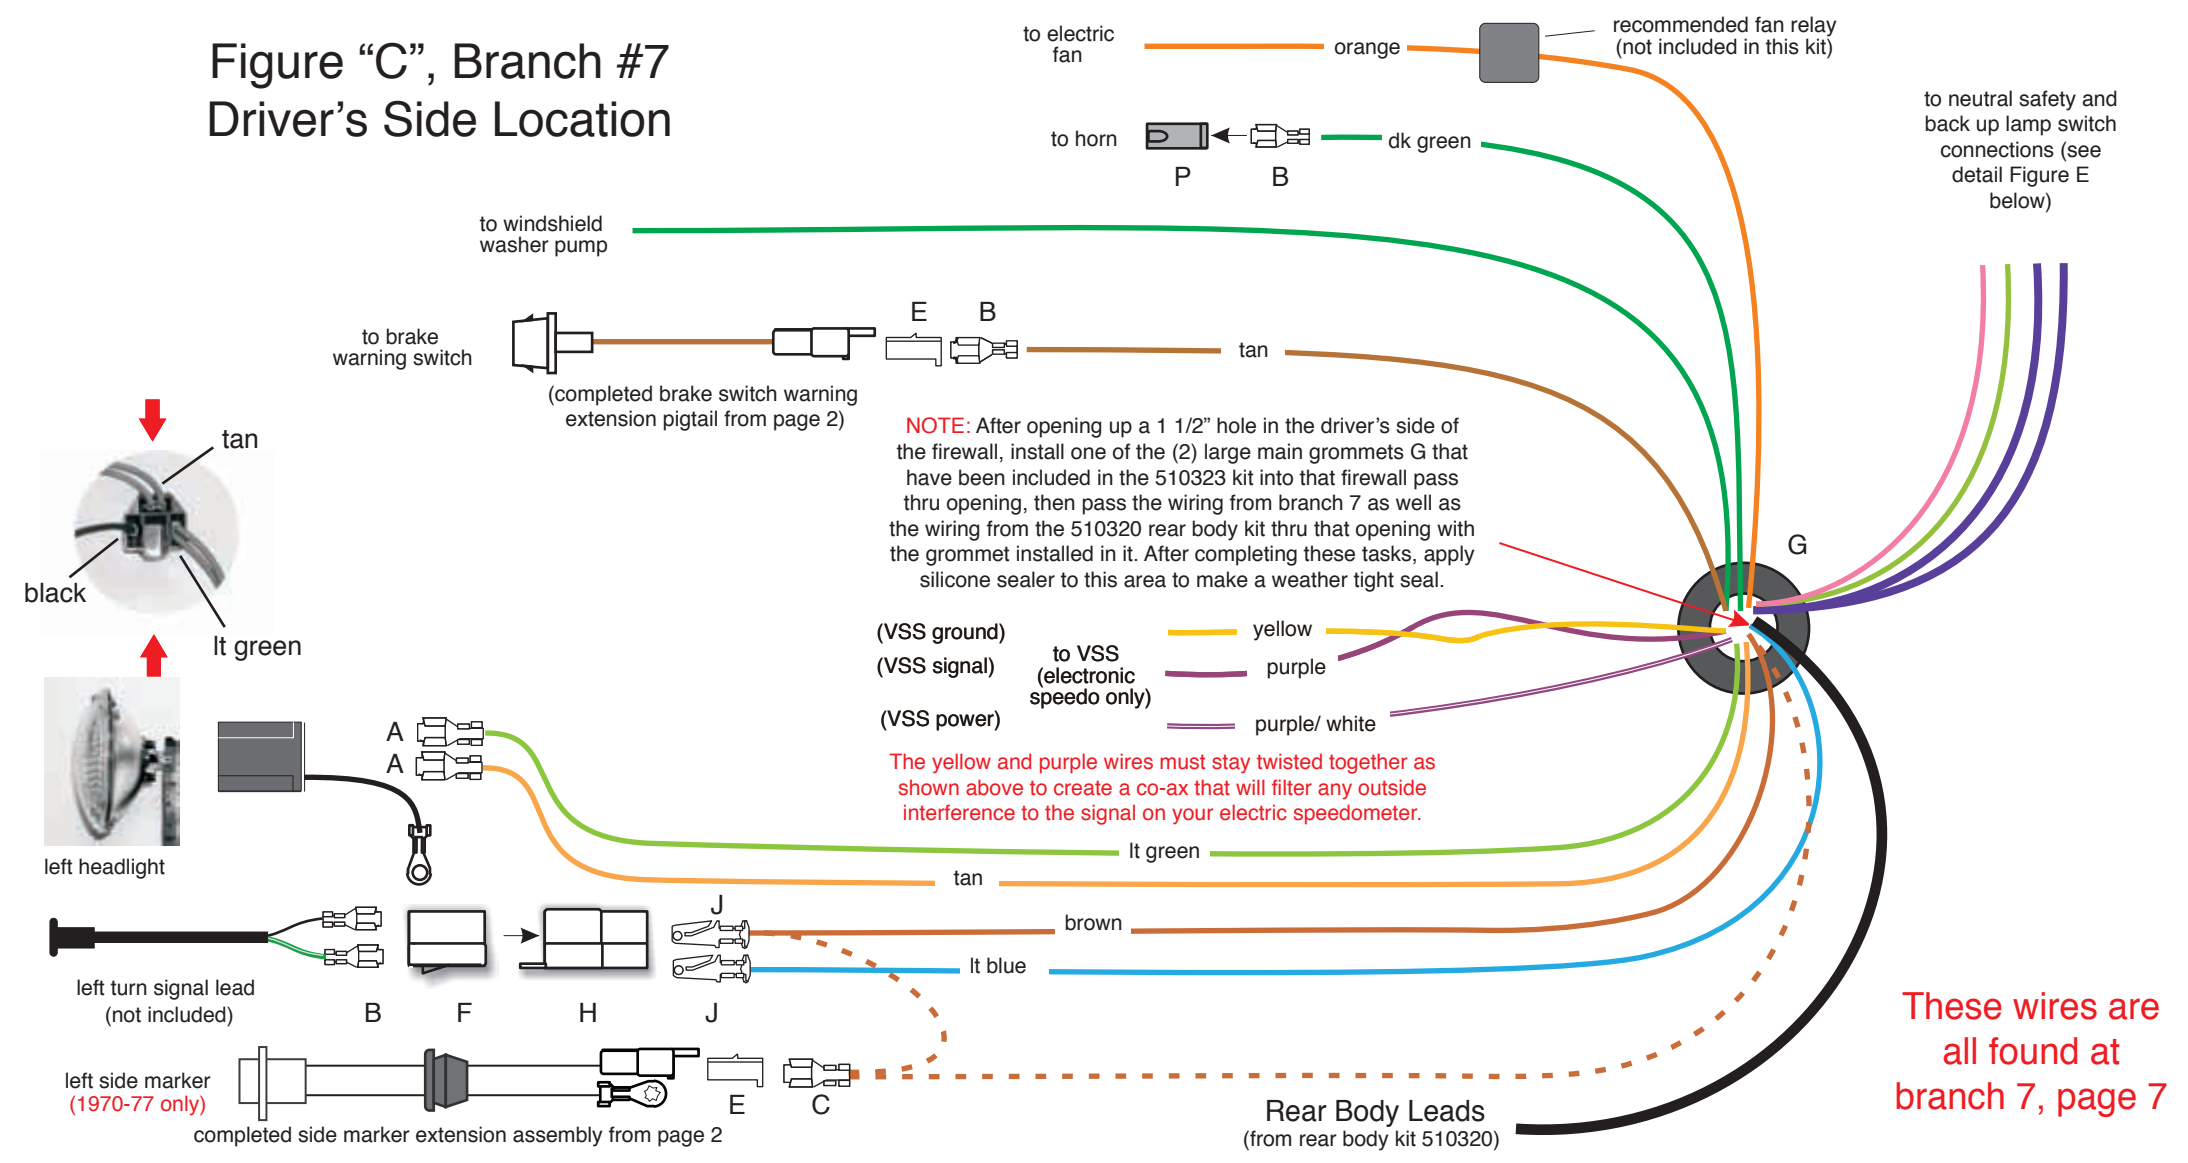 Figure “C”, Branch #7
Driver’s Side Location
to electric
fan
orange
recommended fan relay
(not included in this kit)
to horn
P
B
dk green
to neutral safety and
back up lamp switch
connections (see
detail Figure E
below)
to windshield
washer pump
to brake
warning switch
E
B
tan
(completed brake switch warning
extension pigtail from page 2)
NOTE: After opening up a 1 1/2” hole in the driver’s side of
the firewall, install one of the (2) large main grommets G that
have been included in the 510323 kit into that firewall pass
thru opening, then pass the wiring from branch 7 as well as
the wiring from the 510320 rear body kit thru that opening with
the grommet installed in it. After completing these tasks, apply
silicone sealer to this area to make a weather tight seal.
G
tan
black
lt green
left headlight
(VSS ground)
(VSS signal)
(VSS power)
to VSS
(electronic
speedo only)
yellow
purple
purple/ white
The yellow and purple wires must stay twisted together as
shown above to create a co-ax that will filter any outside
interference to the signal on your electric speedometer.
A
A
lt green
tan
J
brown
lt blue
left turn signal lead
(not included)
B
F
H
J
left side marker
(1970-77 only)
E
C
completed side marker extension assembly from page 2
Rear Body Leads
(from rear body kit 510320)
These wires are
all found at
branch 7, page 7